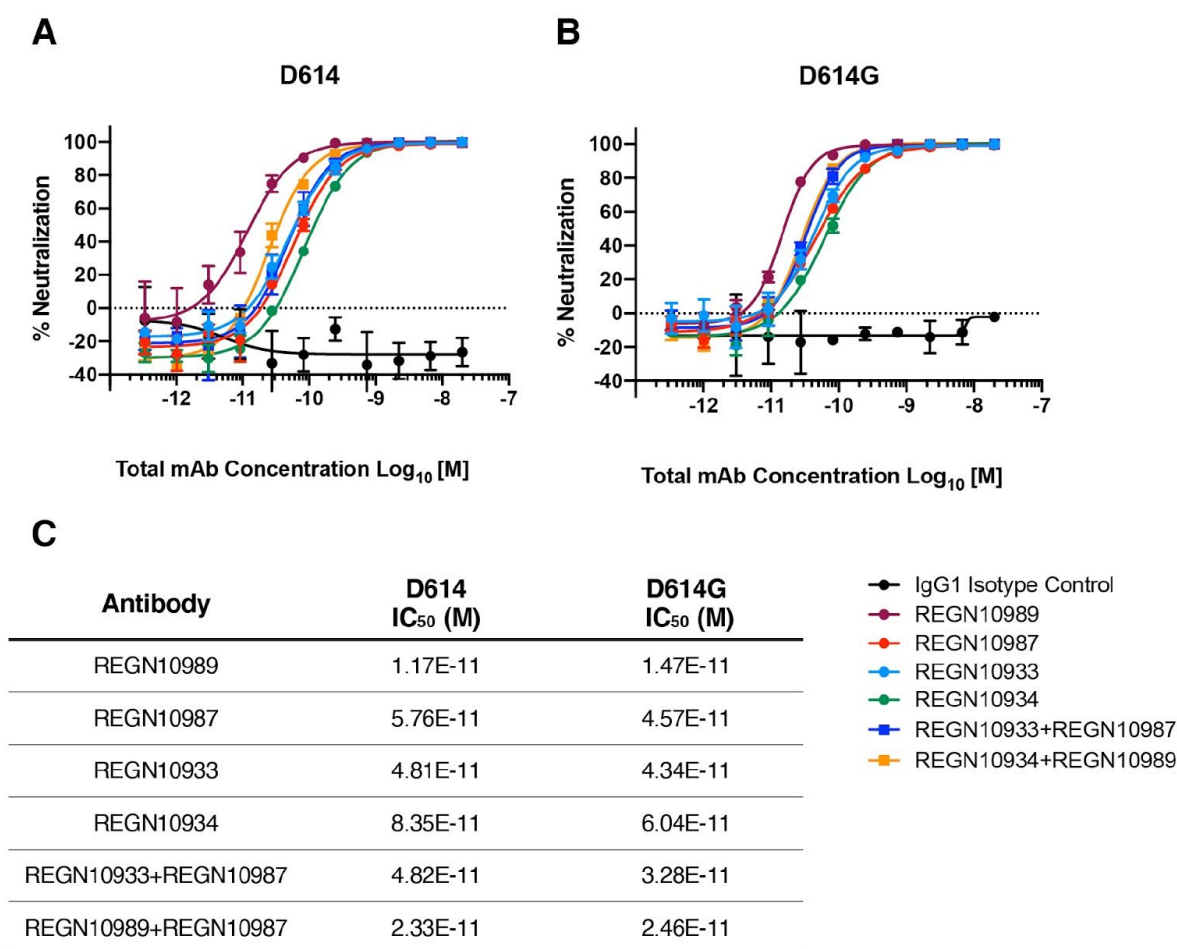 A
B
D614
D614G
% Neutralization
100
80
60
40
20
0
-20
-40
-12
-11
-10
-9
-8
-7
Total mAb Concentration Log10 [M]
% Neutralization
100
80
60
40
20
0
-20
-40
-12
-11
-10
-9
-8
-7
Total mAb Concentration Log10 [M]
C
Antibody D614 IC50 (M) D614G IC50 (M)
REGN10989 1.17E-11 1.47E-11
REGN10987 5.76E-11 4.57E-11
REGN10933 4.81E-11 4.34E-11
REGN10934 8.35E-11 6.04E-11
REGN10933+REGN10987 4.82E-11 3.28E-11
REGN10989+REGN10987 2.33E-11 2.46E-11
IgG1 Isotype Control
REGN10989
REGN10987
REGN10933
REGN10934
REGN10933+REGN10987
REGN10934+REGN10989